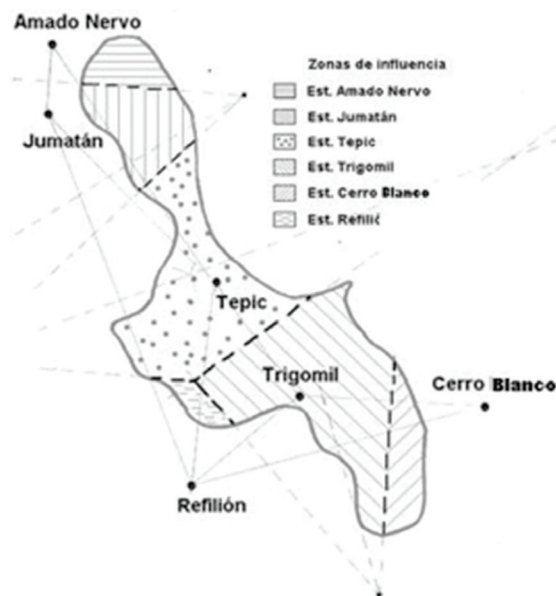 Amado Nervo
Jumatán
Zonas de influencia
Est. Amado Nervo
Est. Jumatán
Est. Tepic
Est. Trigomil
Est. Cerro Blanco
Est. Refilić
Tepic
Trigomil
Cerro Blanco
Refilión